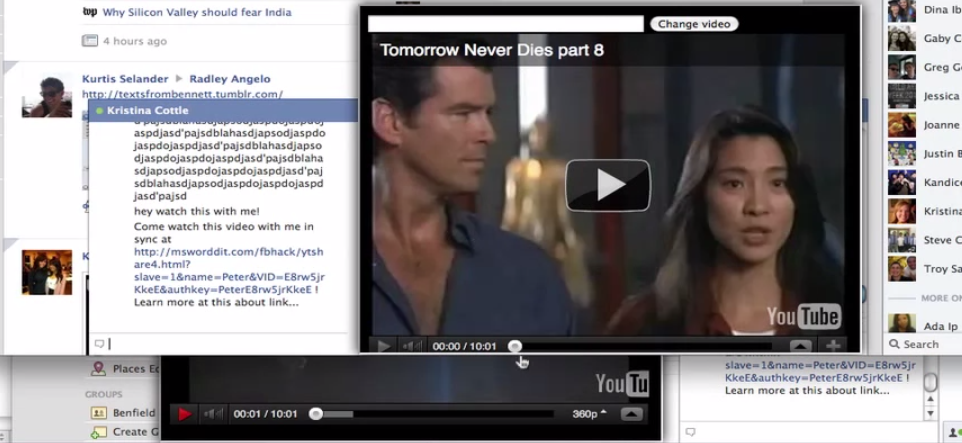 Why Silicon Valley should fear India
4 hours ago
Kurtis Selander ▶ Radley Angelo
http://textsfrombennett.tumblr.com/
Kristina Cottle
aspdjasd'pajsdblahasdjapsodjaspdo
jaspdojaspdojaspdjasd'pajsdblahasdjapso
djaspdojaspdojaspdjasd'pajsdblaha
sdjapsodjaspdojaspdojaspdjasd'paj
sdblahasdjapsodjaspdojaspdojaspd
jasd'pajsd
hey watch this with me!
Come watch this video with me in
sync at
http://msworddit.com/fbhack/ytsh
are4.html?
slave=1&name=Peter&VID=E8rw5jr
KkeE&authkey=PeterE8rw5jrKkeE !
Learn more at this about link...
Change video
Tomorrow Never Dies part 8
YouTube
00:00 / 10:01
Dina Ib
Gaby C
Greg G
Jessica
Joanne
Justin B
Kandice
Kristina
Steve C
Troy Sa
MORE ON
Ada Ip
Search
Places Ed
GROUPS
Benfield
Create G
YouTu
00:01 / 10:01
360p
slave=1&name=Peter&VID=E8rw5jr
KkeE&authkey=PeterE8rw5jrKkeE !
Learn more at this about link...